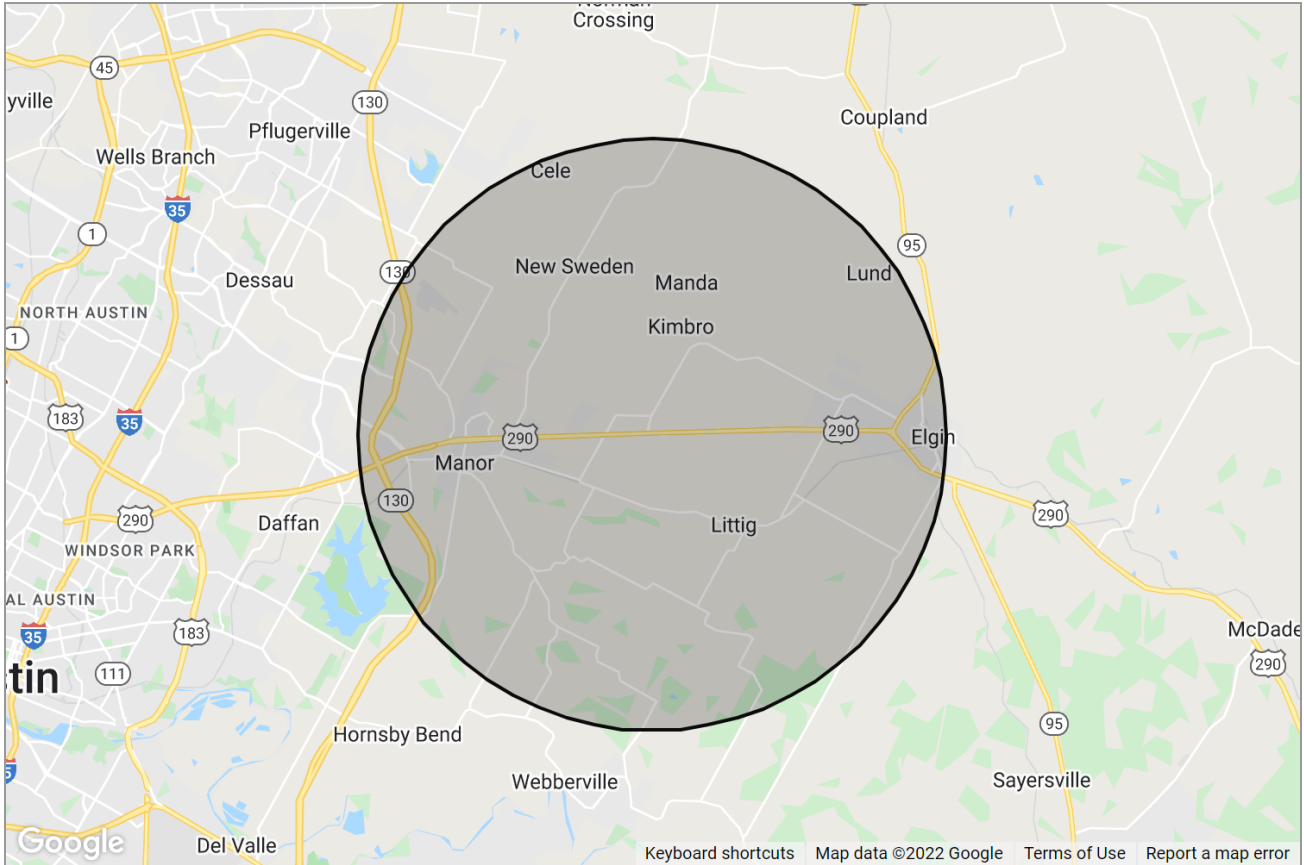 Norman
Crossing
45
130
yville
Pflugerville
Coupland
Wells Branch
Cele
35
1
95
130
New Sweden
Lund
Dessau
Manda
NORTH AUSTIN
Kimbro
1
183
35
290
290
Elgin
Manor
130
290
290
Daffan
Littig
WINDSOR PARK
AL AUSTIN
35
183
McDade
290
tin
111
95
Hornsby Bend
5
Webberville
Sayersville
Google
Del Valle
Keyboard shortcuts Map data ©2022 Google Terms of Use Report a map error